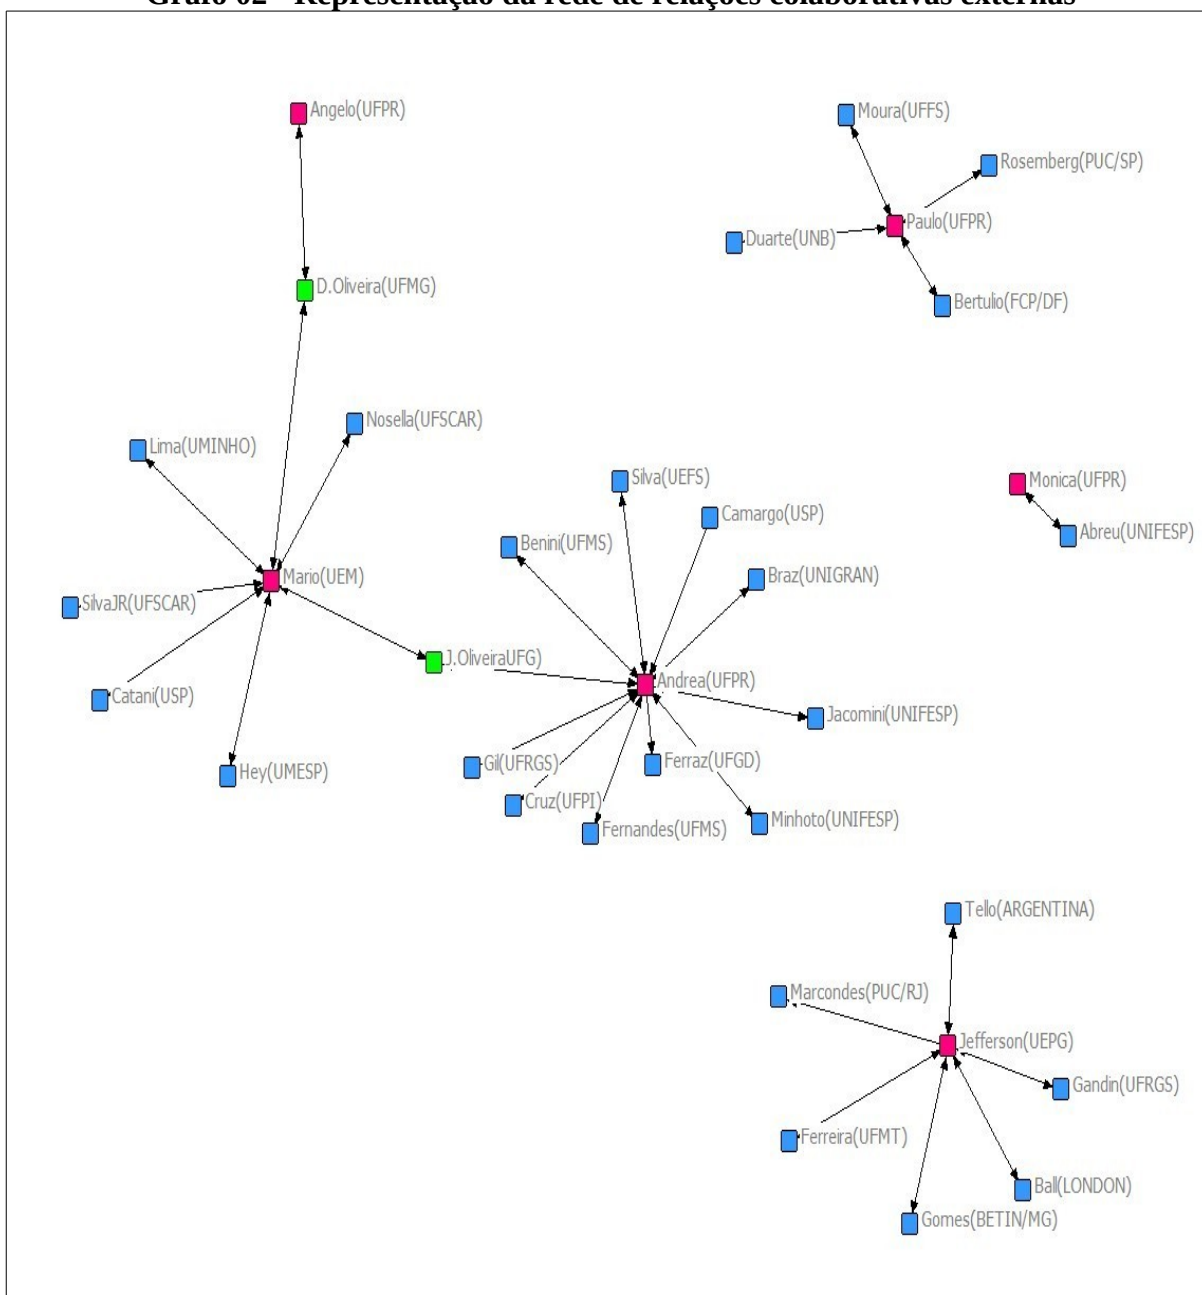 Grafo 02 - Representação da rede de relações colaborativas externas
Angelo(UFPR)
Moura(UFFS)
Rosemberg(PUC/SP)
Paulo(UFPR)
Duarte(UNB)
D.Oliveira(UFMG)
Bertulio(FCP/DF)
Nosella(UFSCAR)
Lima(UMINHO)
Silva(UEFS)
Monica(UFPR)
Camargo(USP)
Abreu(UNIFESP)
Benini(UFMS)
Mario(UEM)
Braz(UNIGRAN)
SilvaJR(UFSCAR)
J.OliveiraUFG)
Andrea(UFPR)
Catani(USP)
Jacomini(UNIFESP)
Gil(UFRGS)
Ferraz(UFGD)
Hey(UMESP)
Cruz(UFPI)
Fernandes(UFMS)
Minhoto(UNIFESP)
Tello(ARGENTINA)
Marcondes(PUC/RJ)
Jefferson(UEPG)
Gandin(UFRGS)
Ferreira(UFMT)
Ball(LONDON)
Gomes(BETIN/MG)